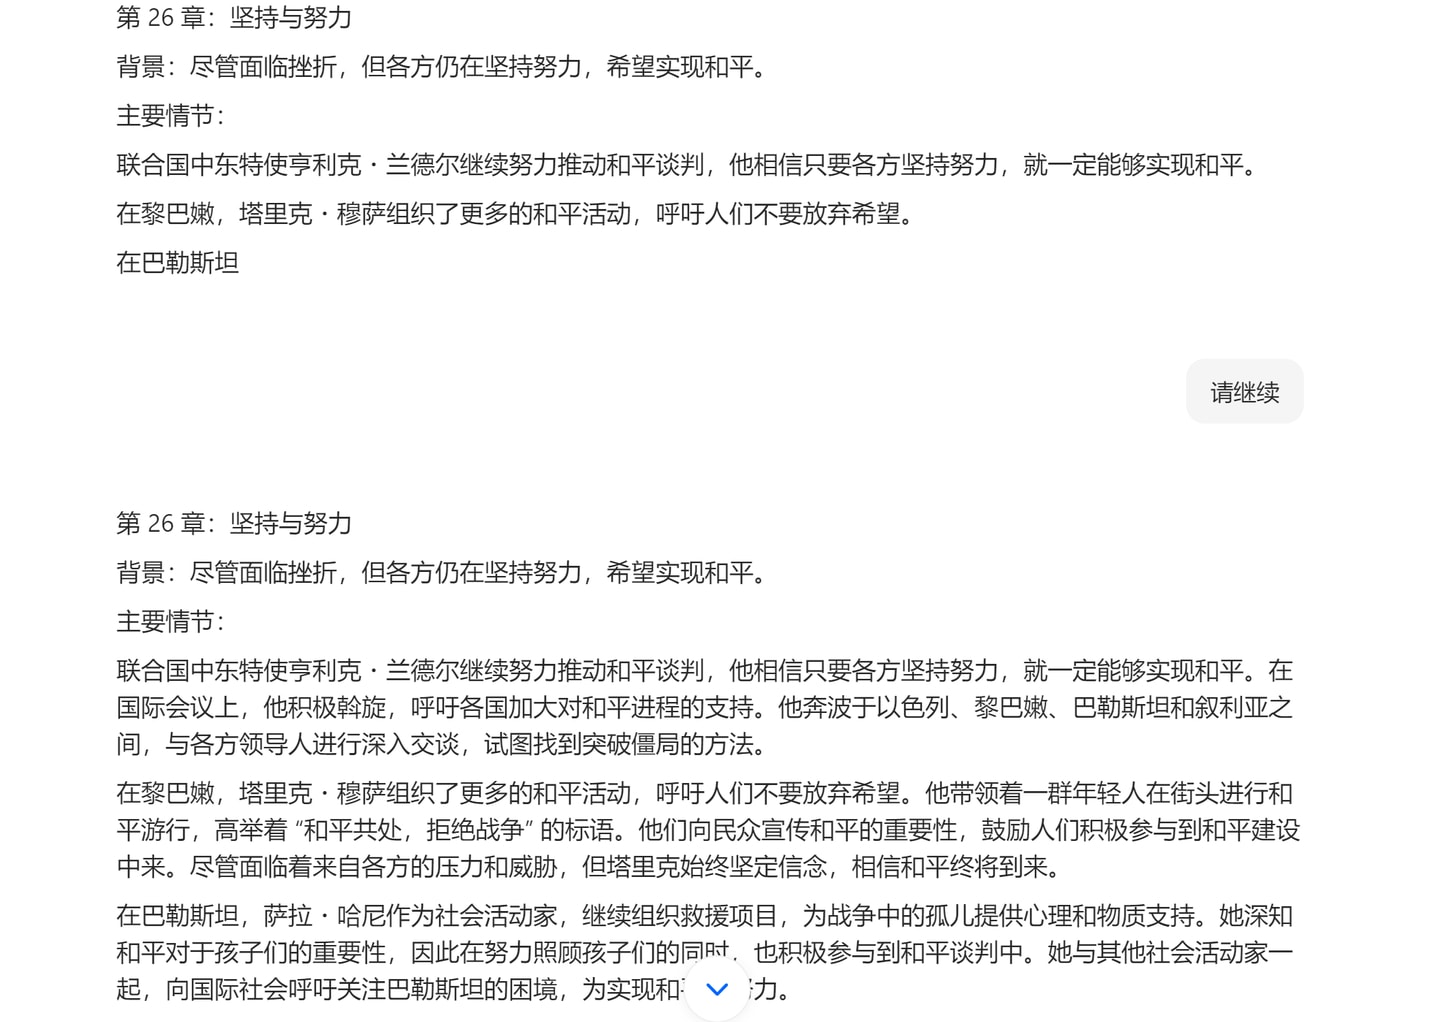 第 26 章：坚持与努力
背景：尽管面临挫折，但各方仍在坚持努力，希望实现和平。
主要情节：
联合国中东特使亨利克・兰德尔继续努力推动和平谈判，他相信只要各方坚持努力，就一定能够实现和平。
在黎巴嫩，塔里克・穆萨组织了更多的和平活动，呼吁人们不要放弃希望。
在巴勒斯坦
请继续
第 26 章：坚持与努力
背景：尽管面临挫折，但各方仍在坚持努力，希望实现和平。
主要情节：
联合国中东特使亨利克・兰德尔继续努力推动和平谈判，他相信只要各方坚持努力，就一定能够实现和平。在
国际会议上，他积极斡旋，呼吁各国加大对和平进程的支持。他奔波于以色列、黎巴嫩、巴勒斯坦和叙利亚之
间，与各方领导人进行深入交谈，试图找到突破僵局的方法。
在黎巴嫩，塔里克・穆萨组织了更多的和平活动，呼吁人们不要放弃希望。他带领着一群年轻人在街头进行和
平游行，高举着 “和平共处，拒绝战争” 的标语。他们向民众宣传和平的重要性，鼓励人们积极参与到和平建设
中来。尽管面临着来自各方的压力和威胁，但塔里克始终坚定信念，相信和平终将到来。
在巴勒斯坦，萨拉・哈尼作为社会活动家，继续组织救援项目，为战争中的孤儿提供心理和物质支持。她深知
和平对于孩子们的重要性，因此在努力照顾孩子们的同时，也积极参与到和平谈判中。她与其他社会活动家一
起，向国际社会呼吁关注巴勒斯坦的困境，为实现和力。